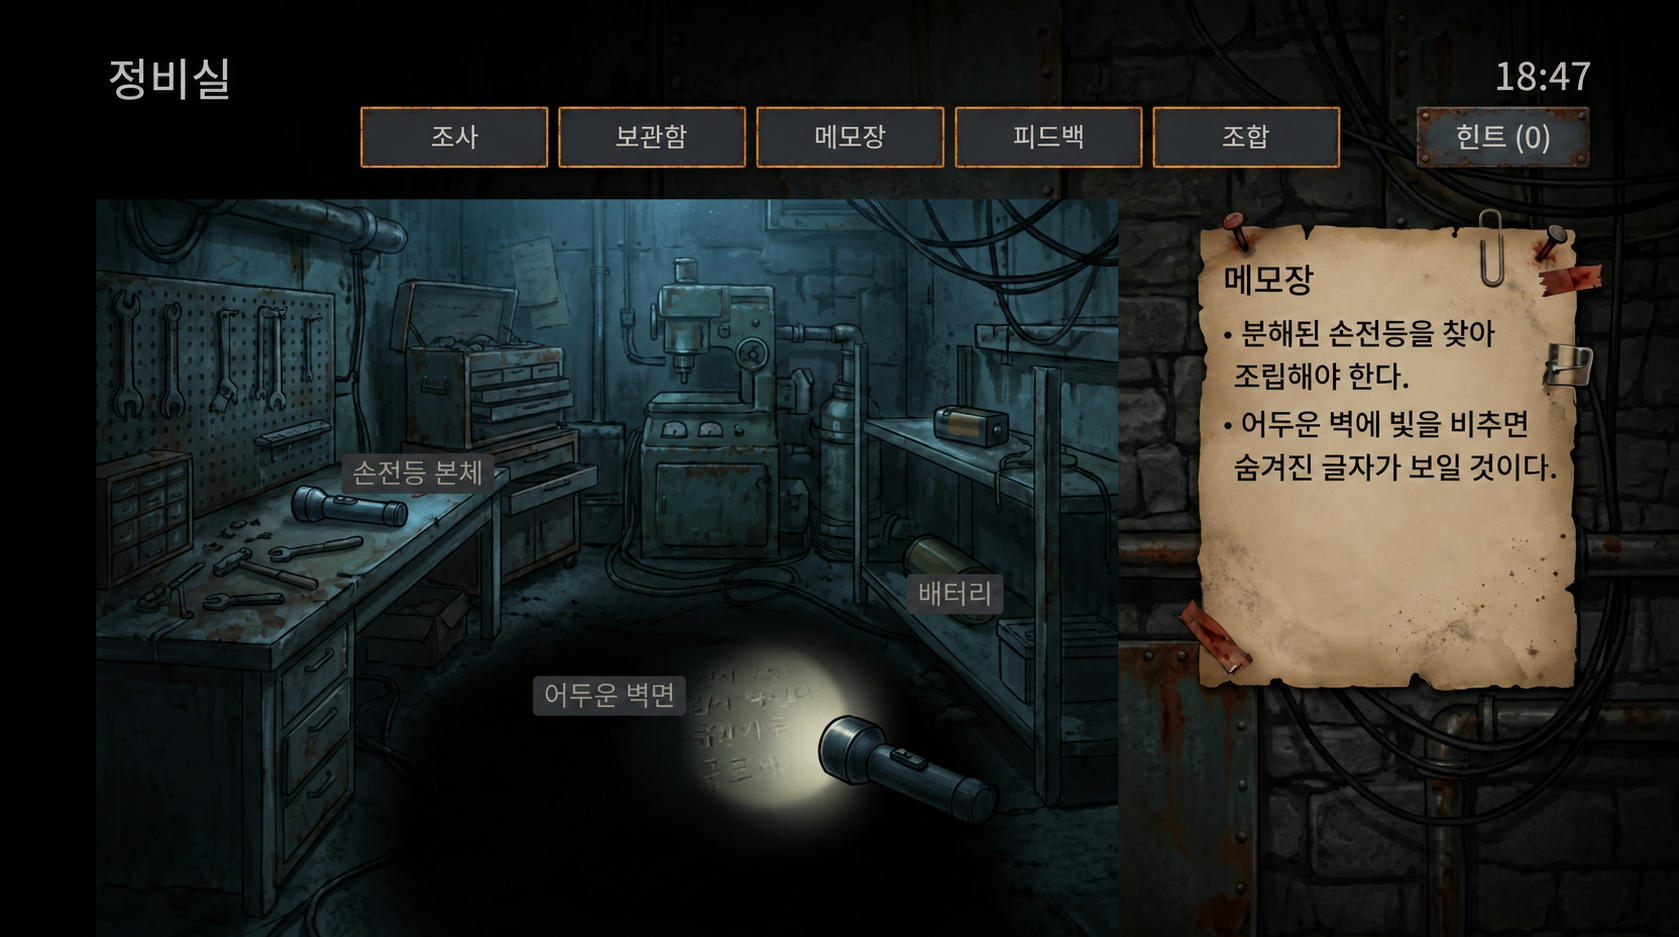 정비실
18:47
조사
보관함
메모장
피드백
조합
힌트 (0)
메모장
• 분해된 손전등을 찾아
조립해야 한다.
• 어두운 벽에 빛을 비추면
숨겨진 글자가 보일 것이다.
손전등 본체
배터리
어두운 벽면